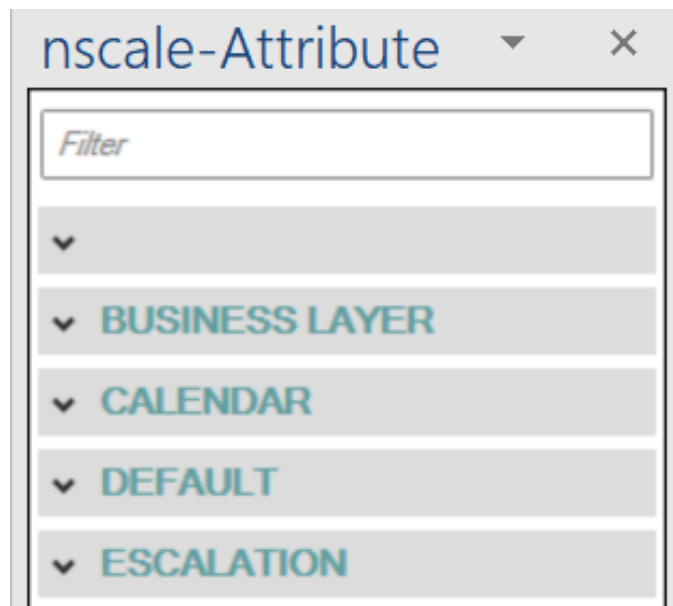 nscale-Attribute
Filter
BUSINESS LAYER
CALENDAR
DEFAULT
ESCALATION